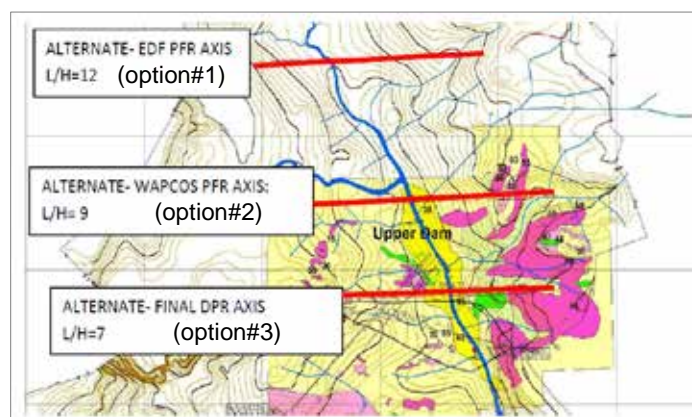 ALTERNATE- EDF PFR AXIS
L/H=12 (option#1)
ALTERNATE- WAPCOS PFR AXIS:
L/H= 9 (option#2)
Upper Dam
ALTERNATE- FINAL DPR AXIS
L/H=7 (option#3)